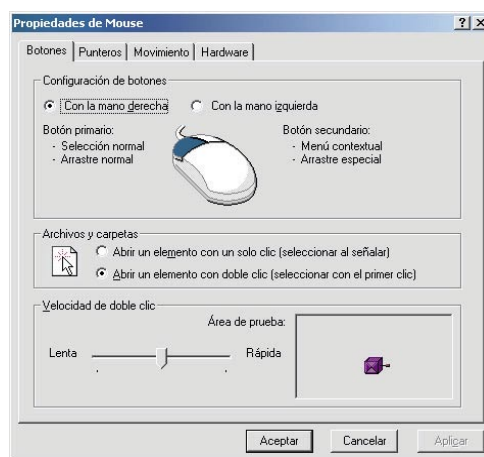 Propiedades de Mouse
Botones Punteros Movimiento Hardware
Configuración de botones
Con la mano derecha Con la mano izquierda
Botón primario: Botón secundario:
· Selección normal · Menú contextual
· Arrastre normal · Arrastre especial
Archivos y carpetas
Abrir un elemento con un solo clic (seleccionar al señalar)
Abrir un elemento con doble clic (seleccionar con el primer clic)
Velocidad de doble clic
Área de prueba:
Lenta Rápida
Aceptar Cancelar Aplicar